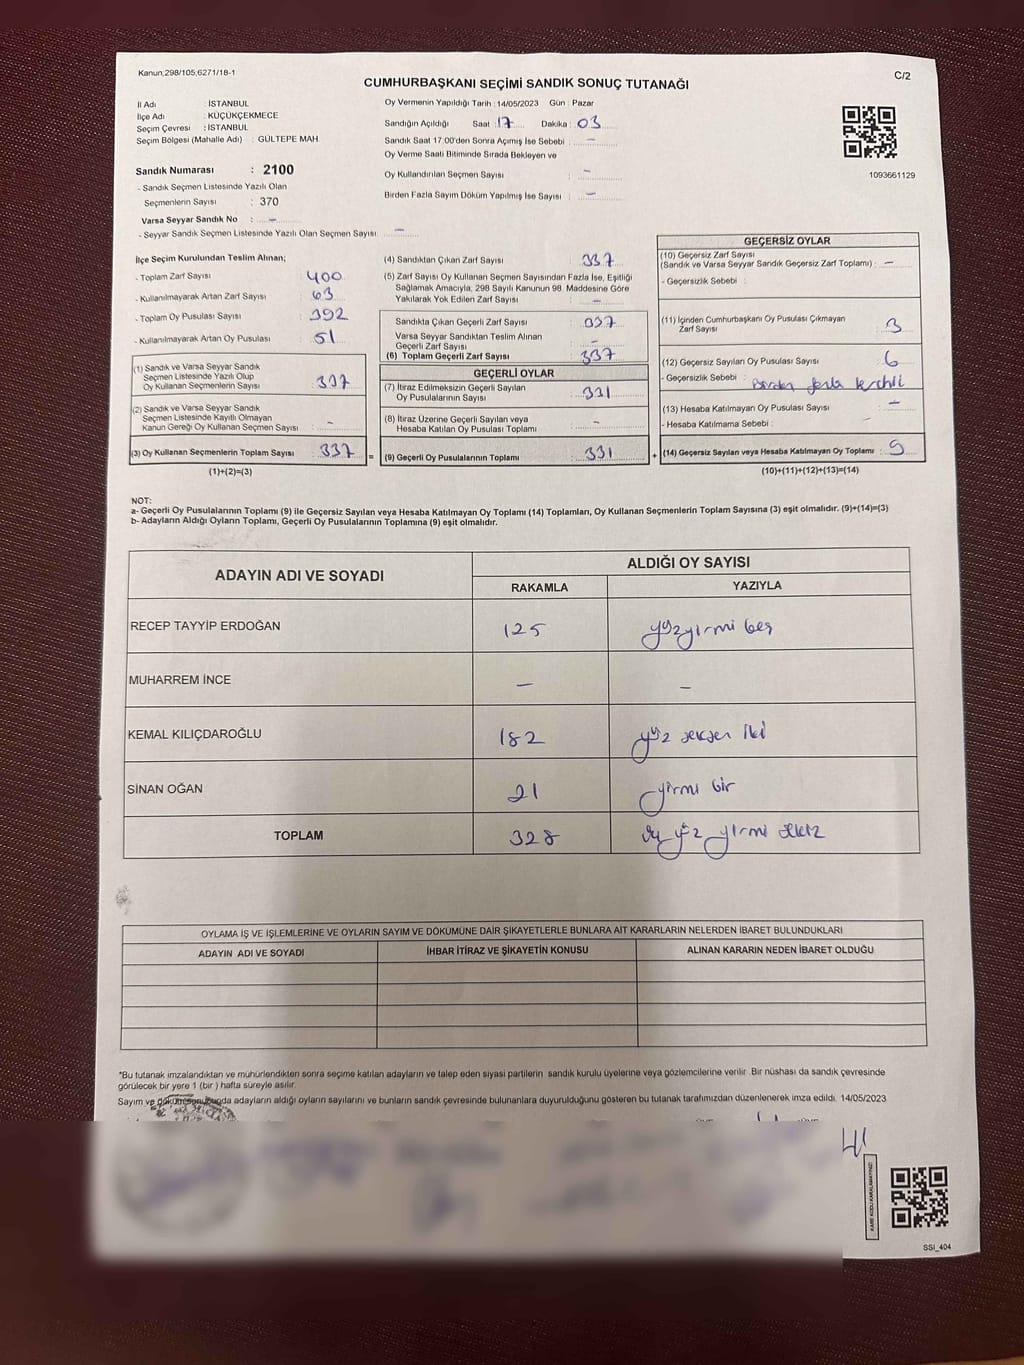 Kanun;298/105,6271/18-1
C/2
CUMHURBAŞKANI SEÇİMİ SANDIK SONUÇ TUTANAĞI
İl Adı : İSTANBUL
İlçe Adı : KÜÇÜKÇEKMECE
Seçim Çevresi : İSTANBUL
Seçim Bölgesi (Mahalle Adı) : GÜLTEPE MAH
Oy Vermenin Yapıldığı Tarih : 14/05/2023 Gün : Pazar
Sandığın Açıldığı Saat : 17 Dakika : 03
Sandık Saat 17:00'den Sonra Açımış İse Sebebi : -
Oy Verme Saati Bitiminde Sırada Bekleyen ve
Oy Kullandırılan Seçmen Sayısı : -
Birden Fazla Sayım Döküm Yapılmış İse Sayısı : -
1093661129
Sandık Numarası : 2100
- Sandık Seçmen Listesinde Yazılı Olan
Seçmenlerin Sayısı : 370
Varsa Seyyar Sandık No : -
- Seyyar Sandık Seçmen Listesinde Yazılı Olan Seçmen Sayısı: -
İlçe Seçim Kurulundan Teslim Alınan;
- Toplam Zarf Sayısı : 400
- Kullanılmayarak Artan Zarf Sayısı : 63
- Toplam Oy Pusulası Sayısı : 392
- Kullanılmayarak Artan Oy Pusulası : 51
(1) Sandık ve Varsa Seyyar Sandık
Seçmen Listesinde Yazılı Olup
Oy Kullanan Seçmenlerin Sayısı : 337
(2) Sandık ve Varsa Seyyar Sandık
Seçmen Listesinde Kayıtlı Olmayan
Kanun Gereği Oy Kullanan Seçmen Sayısı : -
(3) Oy Kullanan Seçmenlerin Toplam Sayısı : 337 =
(1)+(2)=(3)
(4) Sandıktan Çıkan Zarf Sayısı : 337
(5) Zarf Sayısı Oy Kullanan Seçmen Sayısından Fazla İse, Eşitliği
Sağlamak Amacıyla, 298 Sayılı Kanunun 98. Maddesine Göre
Yakılarak Yok Edilen Zarf Sayısı : -
Sandıkta Çıkan Geçerli Zarf Sayısı : 337
Varsa Seyyar Sandıktan Teslim Alınan
Geçerli Zarf Sayısı : -
(6) Toplam Geçerli Zarf Sayısı : 337
GEÇERLİ OYLAR
(7) İtiraz Edilmeksizin Geçerli Sayılan
Oy Pusulalarının Sayısı : 331
(8) İtiraz Üzerine Geçerli Sayılan veya
Hesaba Katılan Oy Pusulası Toplamı : -
(9) Geçerli Oy Pusulalarının Toplamı : 331 +
GEÇERSİZ OYLAR
(10) Geçersiz Zarf Sayısı
(Sandık ve Varsa Seyyar Sandık Geçersiz Zarf Toplamı) : -
- Geçersizlik Sebebi :
(11) İçinden Cumhurbaşkanı Oy Pusulası Çıkmayan
Zarf Sayısı : 3
(12) Geçersiz Sayılan Oy Pusulası Sayısı : 6
- Geçersizlik Sebebi : Birden fazla tercihli
(13) Hesaba Katılmayan Oy Pusulası Sayısı : -
- Hesaba Katılmama Sebebi :
(14) Geçersiz Sayılan veya Hesaba Katılmayan Oy Toplamı : 9
(10)+(11)+(12)+(13)=(14)
NOT:
a- Geçerli Oy Pusulalarının Toplamı (9) ile Geçersiz Sayılan veya Hesaba Katılmayan Oy Toplamı (14) Toplamları, Oy Kullanan Seçmenlerin Toplam Sayısına (3) eşit olmalıdır. (9)+(14)=(3)
b- Adayların Aldığı Oyların Toplamı, Geçerli Oy Pusulalarının Toplamına (9) eşit olmalıdır.
ADAYIN ADI VE SOYADI ALDIĞI OY SAYISI
RAKAMLA YAZIYLA
RECEP TAYYİP ERDOĞAN 125 yüzyirmi beş
MUHARREM İNCE - -
KEMAL KILIÇDAROĞLU 182 yüz seksen iki
SİNAN OĞAN 21 yirmi bir
TOPLAM 328 üç yüz yirmi sekiz
OYLAMA İŞ VE İŞLEMLERİNE VE OYLARIN SAYIM VE DÖKÜMÜNE DAİR ŞİKAYETLERLE BUNLARA AİT KARARLARIN NELERDEN İBARET BULUNDUKLARI
ADAYIN ADI VE SOYADI İHBAR İTİRAZ VE ŞİKAYETİN KONUSU ALINAN KARARIN NEDEN İBARET OLDUĞU
*Bu tutanak imzalandıktan ve mühürlendikten sonra seçime katılan adayların ve talep eden siyasi partilerin sandık kurulu üyelerine veya gözlemcilerine verilir. Bir nüshası da sandık çevresinde
görülecek bir yere 1 (bir) hafta süreyle asılır.
Sayım ve dökümü sonucunda adayların aldığı oyların sayılarını ve bunların sandık çevresinde bulunanlara duyurulduğunu gösteren bu tutanak tarafımızdan düzenlenerek imza edildi. 14/05/2023
KARE KODU KARALAMAYINIZ!
SSI_404